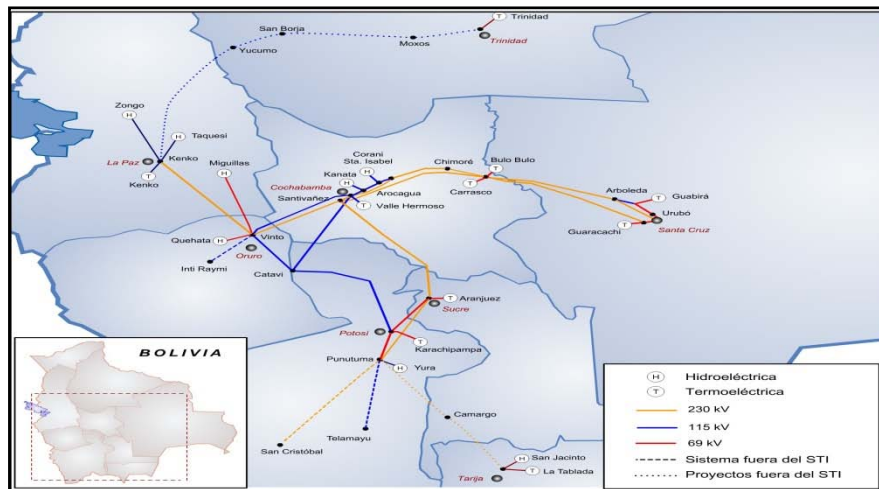 Trinidad
San Borja
Yucumo
Moxos
Trinidad
Zongo
Taquesi
La Paz
Kenko
Kenko
Miguillas
Corani
Sta. Isabel
Kanata
Cochabamba
Arocagua
Santivañez
Valle Hermoso
Chimoré
Bulo Bulo
Carrasco
Arboleda
Guabirá
Urubó
Guaracachi
Santa Cruz
Quehata
Vinto
Oruro
Inti Raymi
Catavi
Aranjuez
Sucre
Potosí
Karachipampa
Punutuma
Yura
Camargo
Telamayu
San Cristóbal
San Jacinto
La Tablada
Tarija
BOLIVIA
H Hidroeléctrica
T Termoeléctrica
230 kV
115 kV
69 kV
Sistema fuera del STI
Proyectos fuera del STI